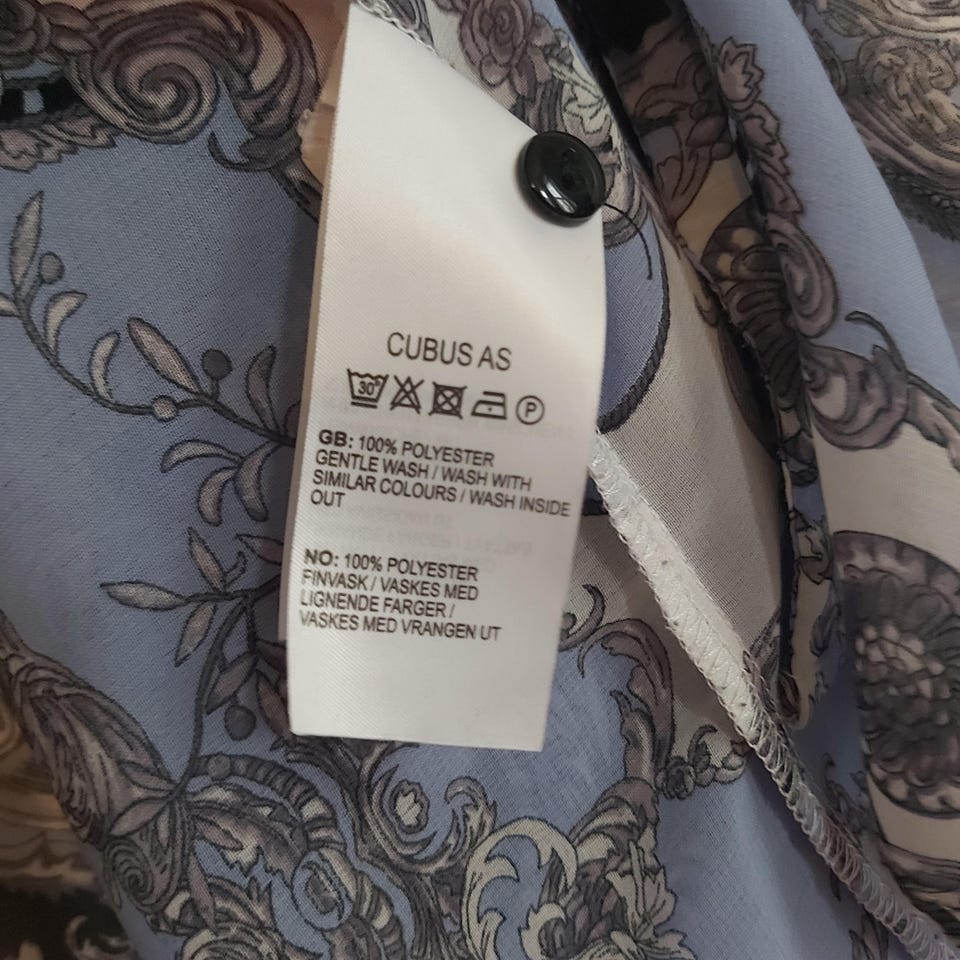 CUBUS AS
30°
P
GB: 100% POLYESTER
GENTLE WASH / WASH WITH
SIMILAR COLOURS / WASH INSIDE
OUT
NO: 100% POLYESTER
FINVASK / VASKES MED
LIGNENDE FARGER /
VASKES MED VRANGEN UT